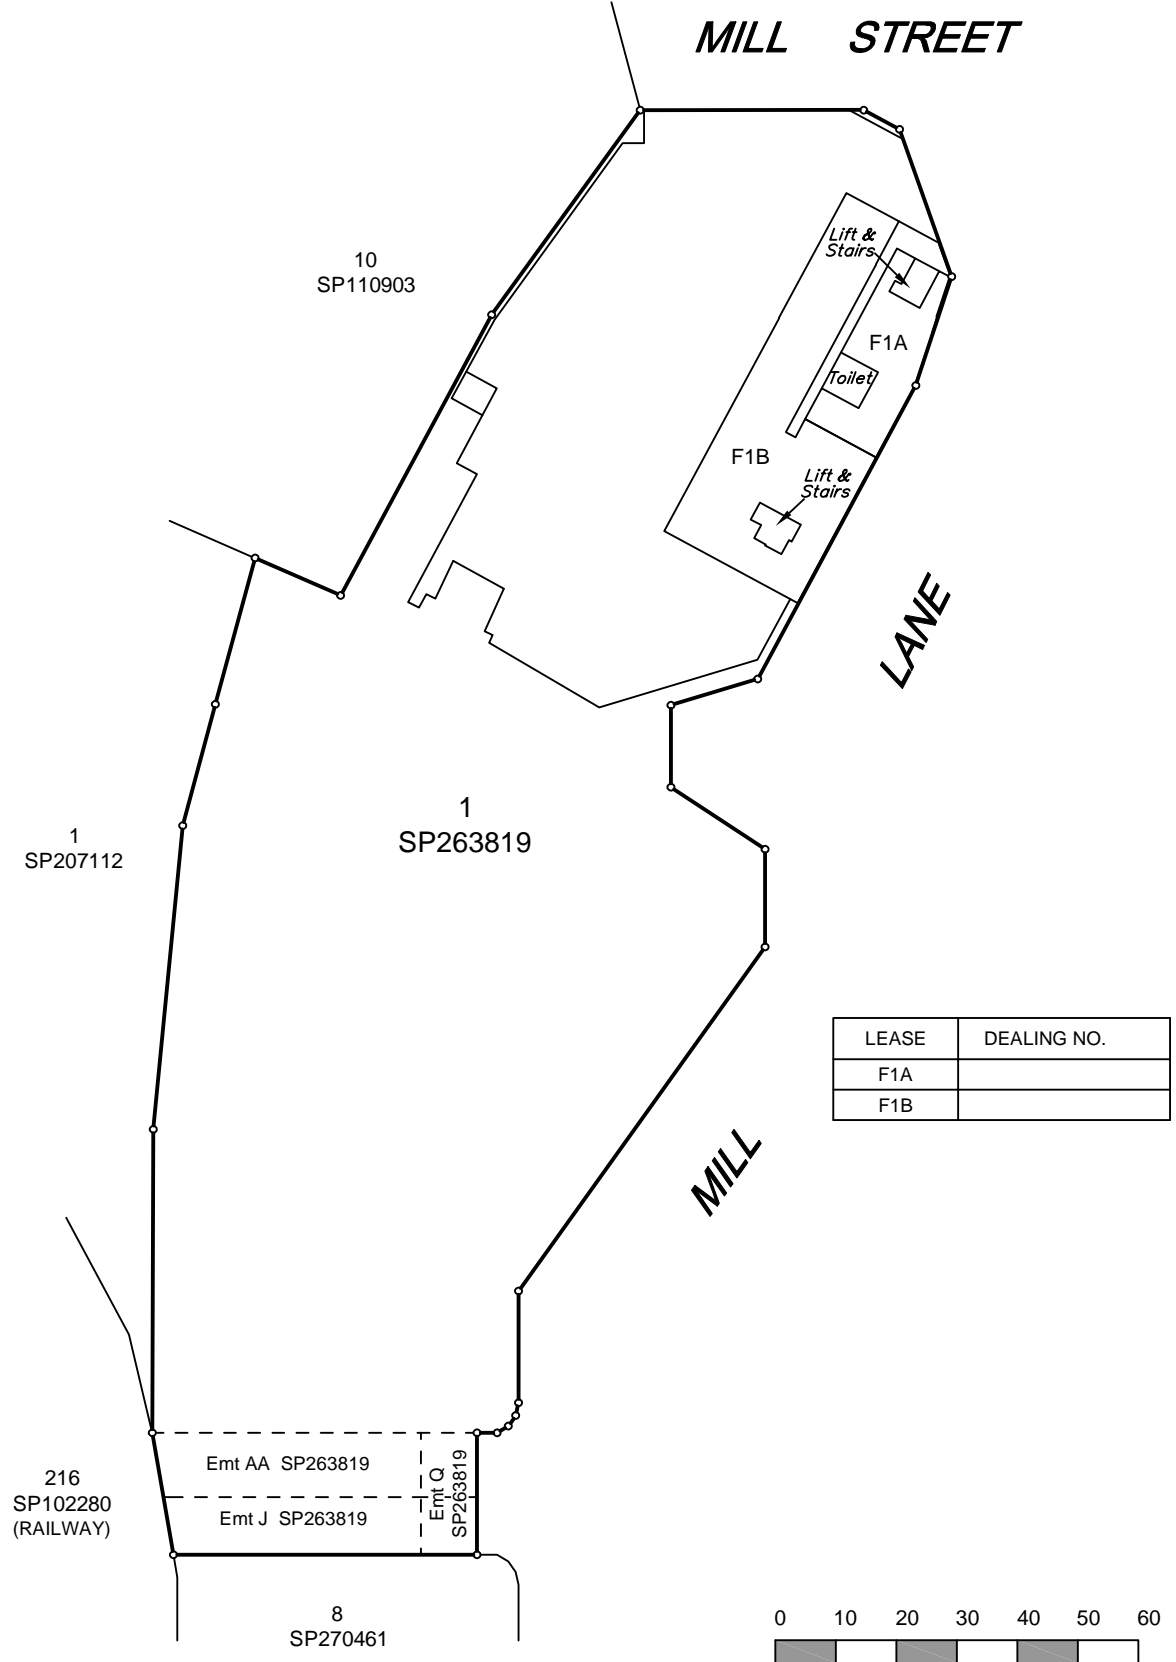 MILL STREET
10
SP110903
Lift &
Stairs
F1A
Toilet
F1B
Lift &
Stairs
LANE
1
SP263819
1
SP207112
LEASE DEALING NO.
F1A
F1B
MILL
Emt AA SP263819
Emt J SP263819
Emt Q
SP263819
216
SP102280
(RAILWAY)
8
SP270461
0 10 20 30 40 50 60